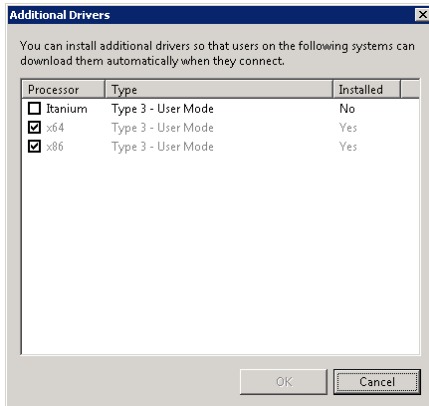 Additional Drivers
You can install additional drivers so that users on the following systems can
download them automatically when they connect.
Processor Type Installed
Itanium Type 3 - User Mode No
x64 Type 3 - User Mode Yes
x86 Type 3 - User Mode Yes
OK Cancel